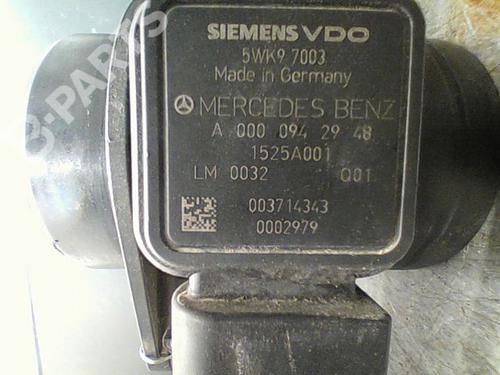 B-PARTS
SIEMENS VDO
5WK9 7003
Made in Germany
MERCEDES BENZ
A 000 094 29 48
1525A001
LM 0032 Q01
003714343
0002979